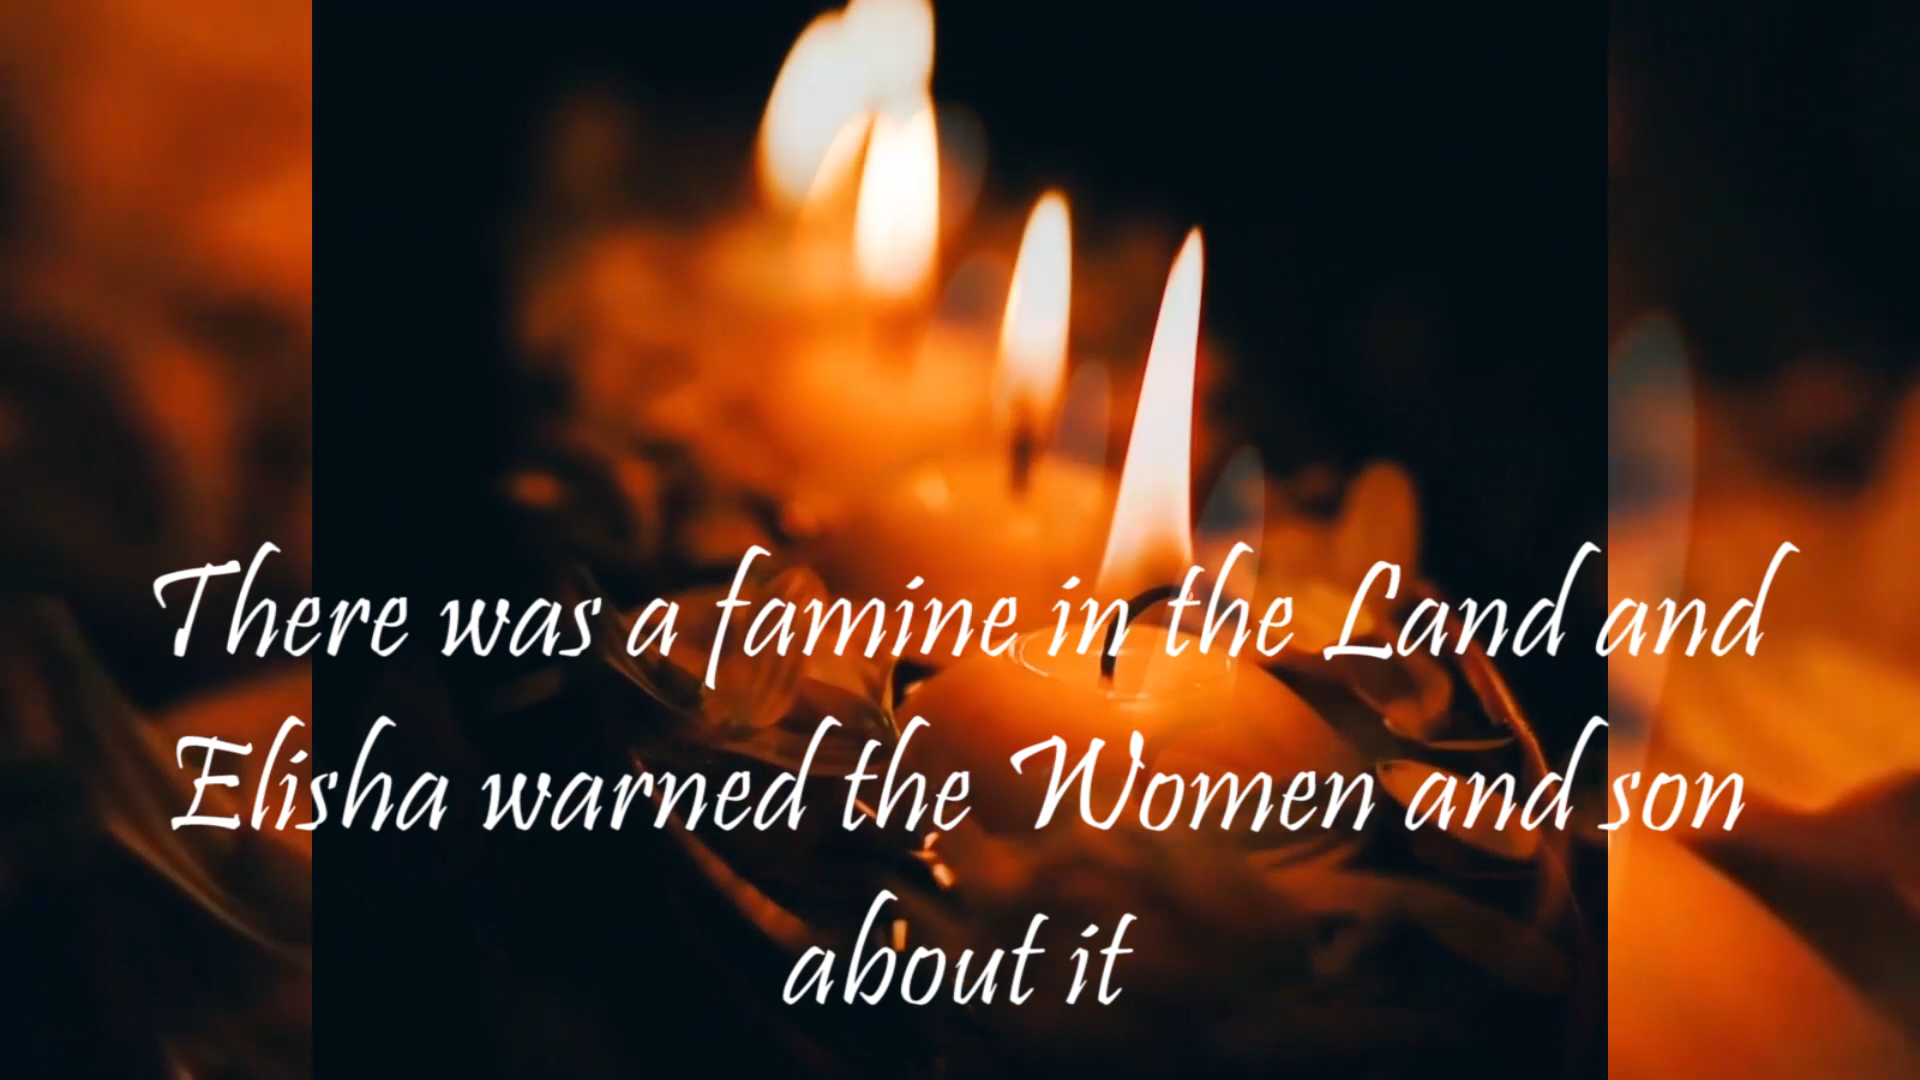 There was a famine in the Land and
Elisha warned the Women and son
about it